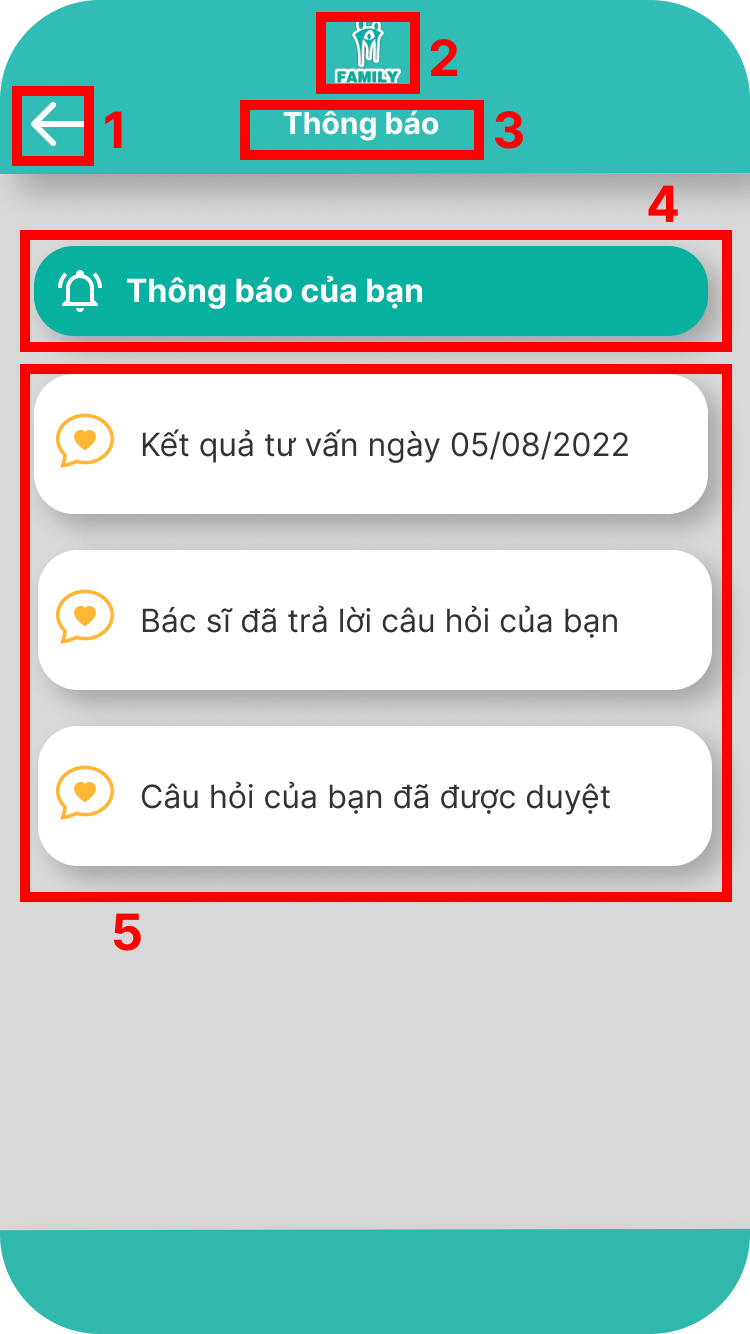 FAMILY
2
1
Thông báo
3
4
Thông báo của bạn
Kết quả tư vấn ngày 05/08/2022
Bác sĩ đã trả lời câu hỏi của bạn
Câu hỏi của bạn đã được duyệt
5